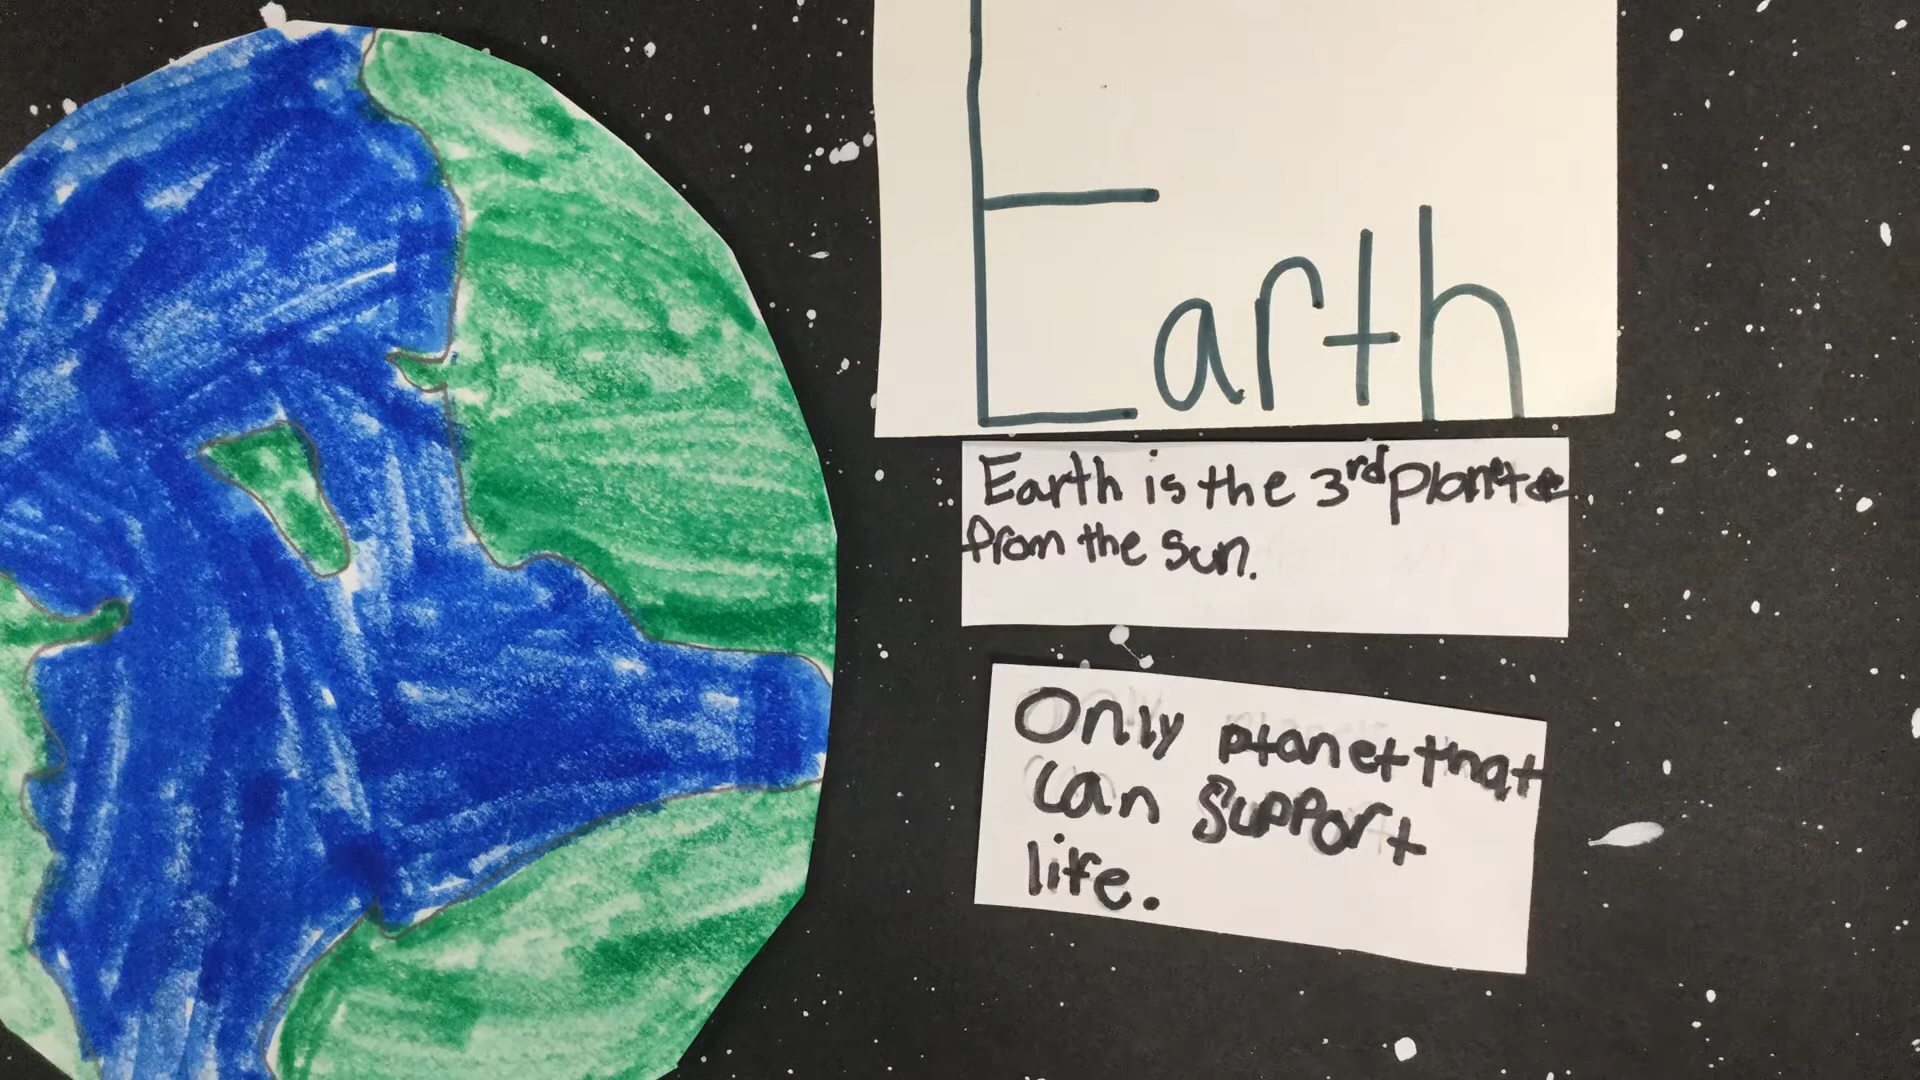 Earth
Earth is the 3rd planet
from the sun.
Only planet that
can support
life.